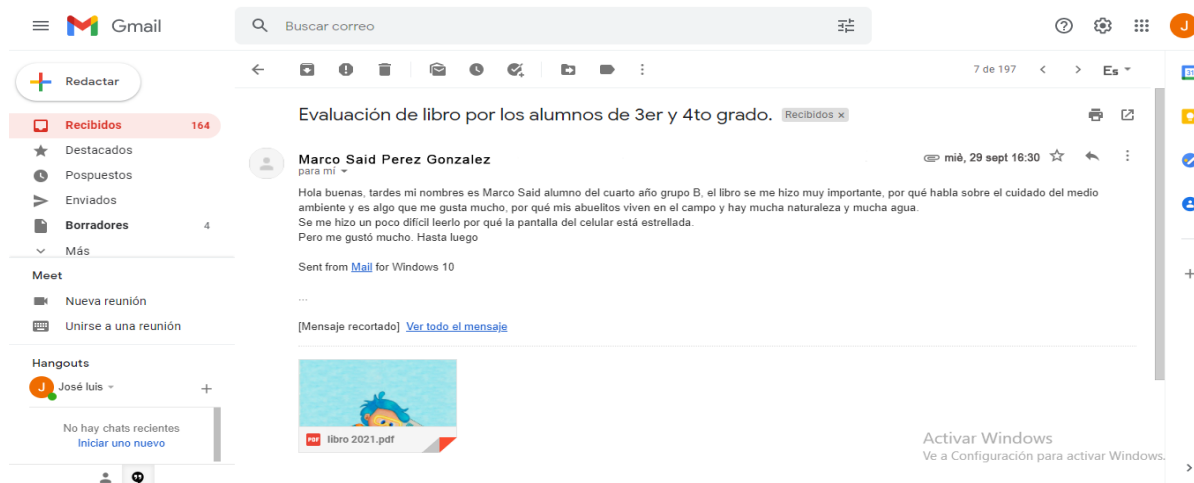 Gmail
Buscar correo
J
Redactar
7 de 197
Es
31
Evaluación de libro por los alumnos de 3er y 4to grado. Recibidos x
Recibidos 164
Destacados
Marco Said Perez Gonzalez
mié, 29 sept 16:30
para mí
Pospuestos
Hola buenas, tardes mi nombres es Marco Said alumno del cuarto año grupo B, el libro se me hizo muy importante, por qué habla sobre el cuidado del medio
ambiente y es algo que me gusta mucho, por qué mis abuelitos viven en el campo y hay mucha naturaleza y mucha agua.
Se me hizo un poco difícil leerlo por qué la pantalla del celular está estrellada.
Pero me gustó mucho. Hasta luego
Enviados
Borradores 4
Más
Sent from Mail for Windows 10
...
[Mensaje recortado] Ver todo el mensaje
Meet
Nueva reunión
Unirse a una reunión
Hangouts
J José luis
No hay chats recientes
Iniciar uno nuevo
PDF libro 2021.pdf
Activar Windows
Ve a Configuración para activar Windows.